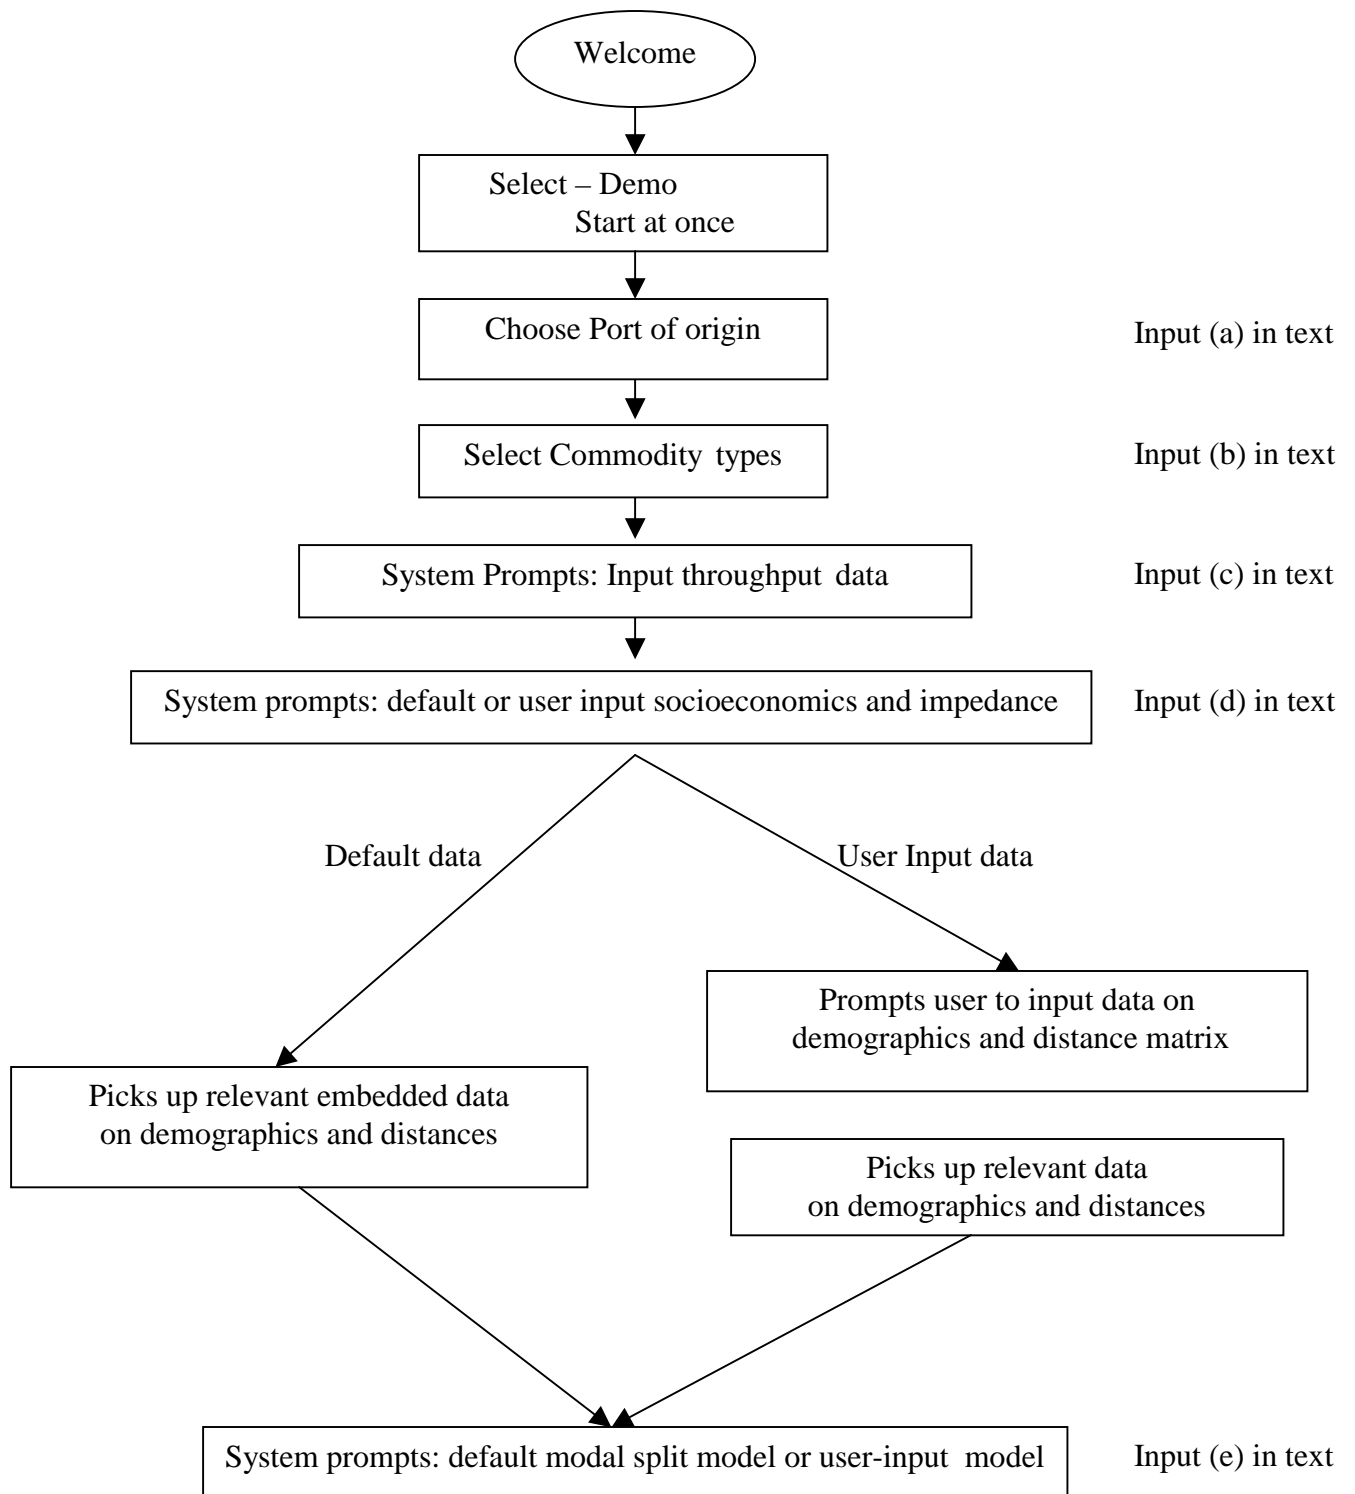 Welcome
Select – Demo
Start at once
Choose Port of origin
Input (a) in text
Select Commodity types
Input (b) in text
System Prompts: Input throughput data
Input (c) in text
System prompts: default or user input socioeconomics and impedance
Input (d) in text
Default data
User Input data
Prompts user to input data on
demographics and distance matrix
Picks up relevant embedded data
on demographics and distances
Picks up relevant data
on demographics and distances
System prompts: default modal split model or user-input model
Input (e) in text